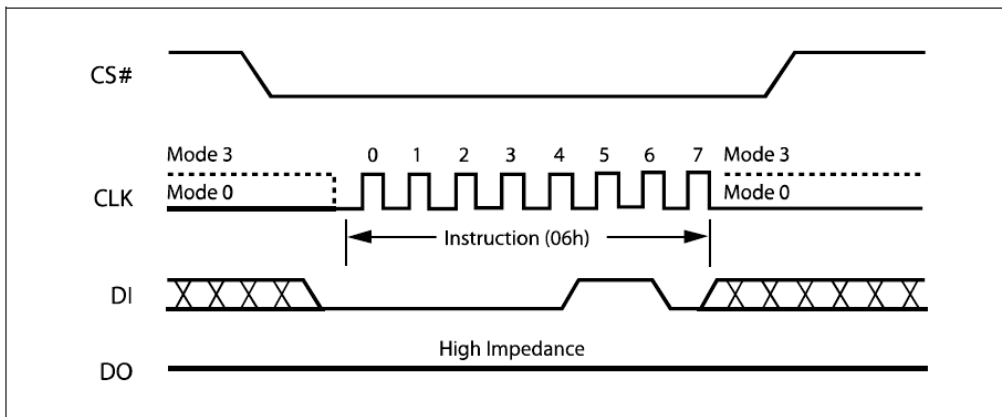 CS#
Mode 3 0 1 2 3 4 5 6 7 Mode 3
CLK Mode 0 Mode 0
Instruction (06h)
DI
High Impedance
DO